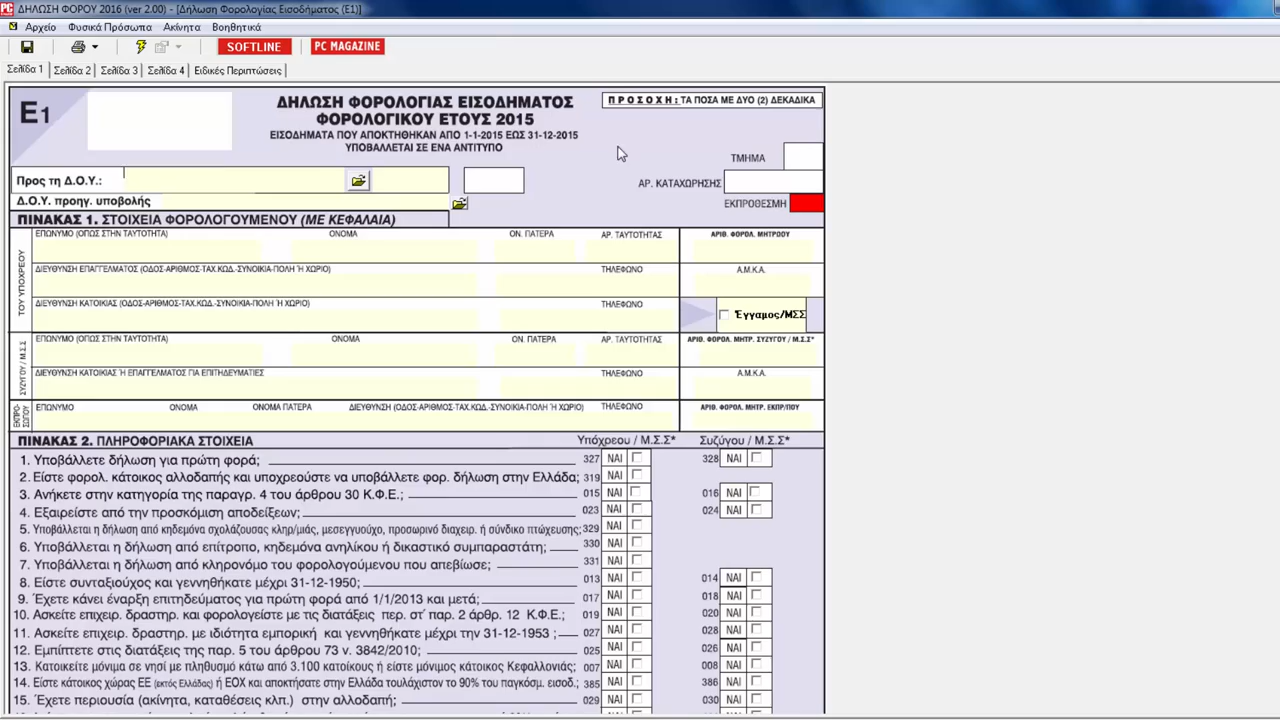 ΔΗΛΩΣΗ ΦΟΡΟΥ 2016 (ver 2.00) - [Δήλωση Φορολογίας Εισοδήματος (Ε1)]
Αρχείο Φυσικά Πρόσωπα Ακίνητα Βοηθητικά
SOFTLINE PC MAGAZINE
Σελίδα 1 Σελίδα 2 Σελίδα 3 Σελίδα 4 Ειδικές Περιπτώσεις
Ε1
ΔΗΛΩΣΗ ΦΟΡΟΛΟΓΙΑΣ ΕΙΣΟΔΗΜΑΤΟΣ
ΦΟΡΟΛΟΓΙΚΟΥ ΕΤΟΥΣ 2015
ΕΙΣΟΔΗΜΑΤΑ ΠΟΥ ΑΠΟΚΤΗΘΗΚΑΝ ΑΠΟ 1-1-2015 ΕΩΣ 31-12-2015
ΥΠΟΒΑΛΛΕΤΑΙ ΣΕ ΕΝΑ ΑΝΤΙΤΥΠΟ
ΠΡΟΣΟΧΗ: ΤΑ ΠΟΣΑ ΜΕ ΔΥΟ (2) ΔΕΚΑΔΙΚΑ
ΤΜΗΜΑ
ΑΡ. ΚΑΤΑΧΩΡΗΣΗΣ
ΕΚΠΡΟΘΕΣΜΗ
Προς τη Δ.Ο.Υ.:
Δ.Ο.Υ. προηγ. υποβολής
ΠΙΝΑΚΑΣ 1. ΣΤΟΙΧΕΙΑ ΦΟΡΟΛΟΓΟΥΜΕΝΟΥ (ΜΕ ΚΕΦΑΛΑΙΑ)
ΤΟΥ ΥΠΟΧΡΕΟΥ
ΕΠΩΝΥΜΟ (ΟΠΩΣ ΣΤΗΝ ΤΑΥΤΟΤΗΤΑ) ΟΝΟΜΑ ΟΝ. ΠΑΤΕΡΑ ΑΡ. ΤΑΥΤΟΤΗΤΑΣ ΑΡΙΘ. ΦΟΡΟΛ. ΜΗΤΡΩΟΥ
ΔΙΕΥΘΥΝΣΗ ΕΠΑΓΓΕΛΜΑΤΟΣ (ΟΔΟΣ-ΑΡΙΘΜΟΣ-ΤΑΧ.ΚΩΔ.-ΣΥΝΟΙΚΙΑ-ΠΟΛΗ Ή ΧΩΡΙΟ) ΤΗΛΕΦΩΝΟ Α.Μ.Κ.Α.
ΔΙΕΥΘΥΝΣΗ ΚΑΤΟΙΚΙΑΣ (ΟΔΟΣ-ΑΡΙΘΜΟΣ-ΤΑΧ.ΚΩΔ.-ΣΥΝΟΙΚΙΑ-ΠΟΛΗ Ή ΧΩΡΙΟ) ΤΗΛΕΦΩΝΟ Έγγαμος/ΜΣΣ
ΣΥΖΥΓΟΥ / Μ.Σ.Σ
ΕΠΩΝΥΜΟ (ΟΠΩΣ ΣΤΗΝ ΤΑΥΤΟΤΗΤΑ) ΟΝΟΜΑ ΟΝ. ΠΑΤΕΡΑ ΑΡ. ΤΑΥΤΟΤΗΤΑΣ ΑΡΙΘ. ΦΟΡΟΛ. ΜΗΤΡ. ΣΥΖΥΓΟΥ / Μ.Σ.Σ*
ΔΙΕΥΘΥΝΣΗ ΚΑΤΟΙΚΙΑΣ Ή ΕΠΑΓΓΕΛΜΑΤΟΣ ΓΙΑ ΕΠΙΤΗΔΕΥΜΑΤΙΕΣ ΤΗΛΕΦΩΝΟ Α.Μ.Κ.Α.
ΕΚΠΡΟΣΩΠΟΥ
ΕΠΩΝΥΜΟ ΟΝΟΜΑ ΟΝΟΜΑ ΠΑΤΕΡΑ ΔΙΕΥΘΥΝΣΗ (ΟΔΟΣ-ΑΡΙΘΜΟΣ-ΤΑΧ.ΚΩΔ.-ΣΥΝΟΙΚΙΑ-ΠΟΛΗ Ή ΧΩΡΙΟ) ΤΗΛΕΦΩΝΟ ΑΡΙΘ. ΦΟΡΟΛ. ΜΗΤΡ. ΕΚΠΡ/ΠΟΥ
ΠΙΝΑΚΑΣ 2. ΠΛΗΡΟΦΟΡΙΑΚΑ ΣΤΟΙΧΕΙΑ Υπόχρεου / Μ.Σ.Σ* Συζύγου / Μ.Σ.Σ*
1. Υποβάλλετε δήλωση για πρώτη φορά; 327 ΝΑΙ 328 ΝΑΙ
2. Είστε φορολ. κάτοικος αλλοδαπής και υποχρεούστε να υποβάλλετε φορ. δήλωση στην Ελλάδα; 319 ΝΑΙ
3. Ανήκετε στην κατηγορία της παραγρ. 4 του άρθρου 30 Κ.Φ.Ε.; 015 ΝΑΙ 016 ΝΑΙ
4. Εξαιρείστε από την προσκόμιση αποδείξεων; 023 ΝΑΙ 024 ΝΑΙ
5. Υποβάλλεται η δήλωση από κηδεμόνα σχολάζουσας κληρ/μιάς, μεσεγγυούχο, προσωρινό διαχειρ. ή σύνδικο πτώχευσης; 329 ΝΑΙ
6. Υποβάλλεται η δήλωση από επίτροπο, κηδεμόνα ανηλίκου ή δικαστικό συμπαραστάτη; 330 ΝΑΙ
7. Υποβάλλεται η δήλωση από κληρονόμο του φορολογούμενου που απεβίωσε; 331 ΝΑΙ
8. Είστε συνταξιούχος και γεννηθήκατε μέχρι 31-12-1950; 013 ΝΑΙ 014 ΝΑΙ
9. Έχετε κάνει έναρξη επιτηδεύματος για πρώτη φορά από 1/1/2013 και μετά; 017 ΝΑΙ 018 ΝΑΙ
10. Ασκείτε επιχειρ. δραστηρ. και φορολογείστε με τις διατάξεις περ. στ' παρ. 2 άρθρ. 12 Κ.Φ.Ε.; 019 ΝΑΙ 020 ΝΑΙ
11. Ασκείτε επιχειρ. δραστηρ. με ιδιότητα εμπορική και γεννηθήκατε μέχρι την 31-12-1953 ; 027 ΝΑΙ 028 ΝΑΙ
12. Εμπίπτετε στις διατάξεις της παρ. 5 του άρθρου 73 ν. 3842/2010; 025 ΝΑΙ 026 ΝΑΙ
13. Κατοικείτε μόνιμα σε νησί με πληθυσμό κάτω από 3.100 κατοίκους ή είστε μόνιμος κάτοικος Κεφαλλονιάς; 007 ΝΑΙ 008 ΝΑΙ
14. Είστε κάτοικος χώρας ΕΕ (εκτός Ελλάδας) ή ΕΟΧ και αποκτήσατε στην Ελλάδα τουλάχιστον το 90% του παγκόσμ. εισοδ.; 385 ΝΑΙ 386 ΝΑΙ
15. Έχετε περιουσία (ακίνητα, καταθέσεις κλπ.) στην αλλοδαπή; 029 ΝΑΙ 030 ΝΑΙ